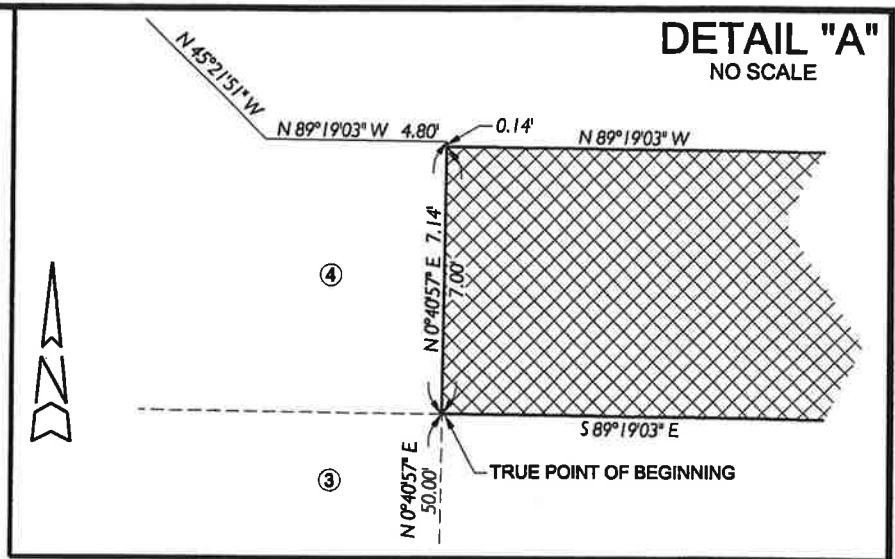 DETAIL "A"
NO SCALE
N 45°21'51" W
N 89°19'03" W 4.80'
0.14'
N 89°19'03" W
N 0°40'57" E 7.14'
7.00'
④
N
S 89°19'03" E
TRUE POINT OF BEGINNING
③
N 0°40'57" E
50.00'